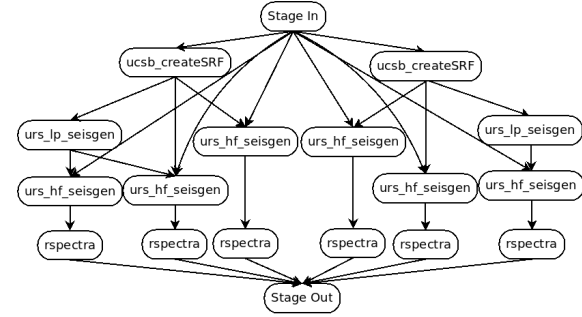 Stage In
ucsb_createSRF
ucsb_createSRF
urs_lp_seisgen
urs_hf_seisgen
urs_hf_seisgen
urs_lp_seisgen
urs_hf_seisgen
urs_hf_seisgen
urs_hf_seisgen
urs_hf_seisgen
rspectra
rspectra
rspectra
rspectra
rspectra
rspectra
Stage Out